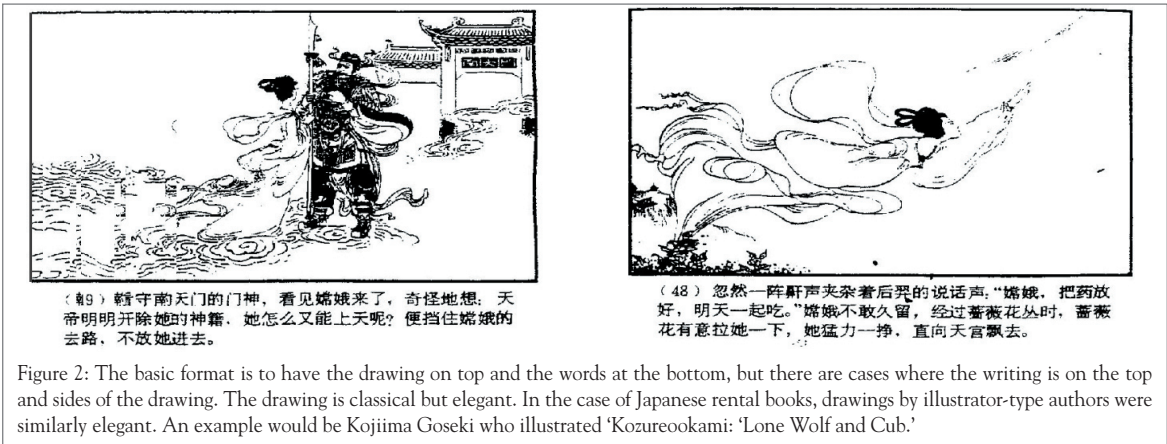 守南天门的门神，看见嫦娥来了，奇怪地想：天
帝明明开除她的神籍，她怎么又能上天呢？便挡住嫦娥的
去路，不放她进去。
（48）忽然一阵鼾声夹杂着后羿的说话声：“嫦娥，把药放
好，明天一起吃。”嫦娥不敢久留，经过蔷薇花丛时，蔷薇
花有意拉她一下，她猛力一挣，直向天宫飘去。
Figure 2: The basic format is to have the drawing on top and the words at the bottom, but there are cases where the writing is on the top
and sides of the drawing. The drawing is classical but elegant. In the case of Japanese rental books, drawings by illustrator-type authors were
similarly elegant. An example would be Kojiima Goseki who illustrated ‘Kozureookami: ‘Lone Wolf and Cub.’